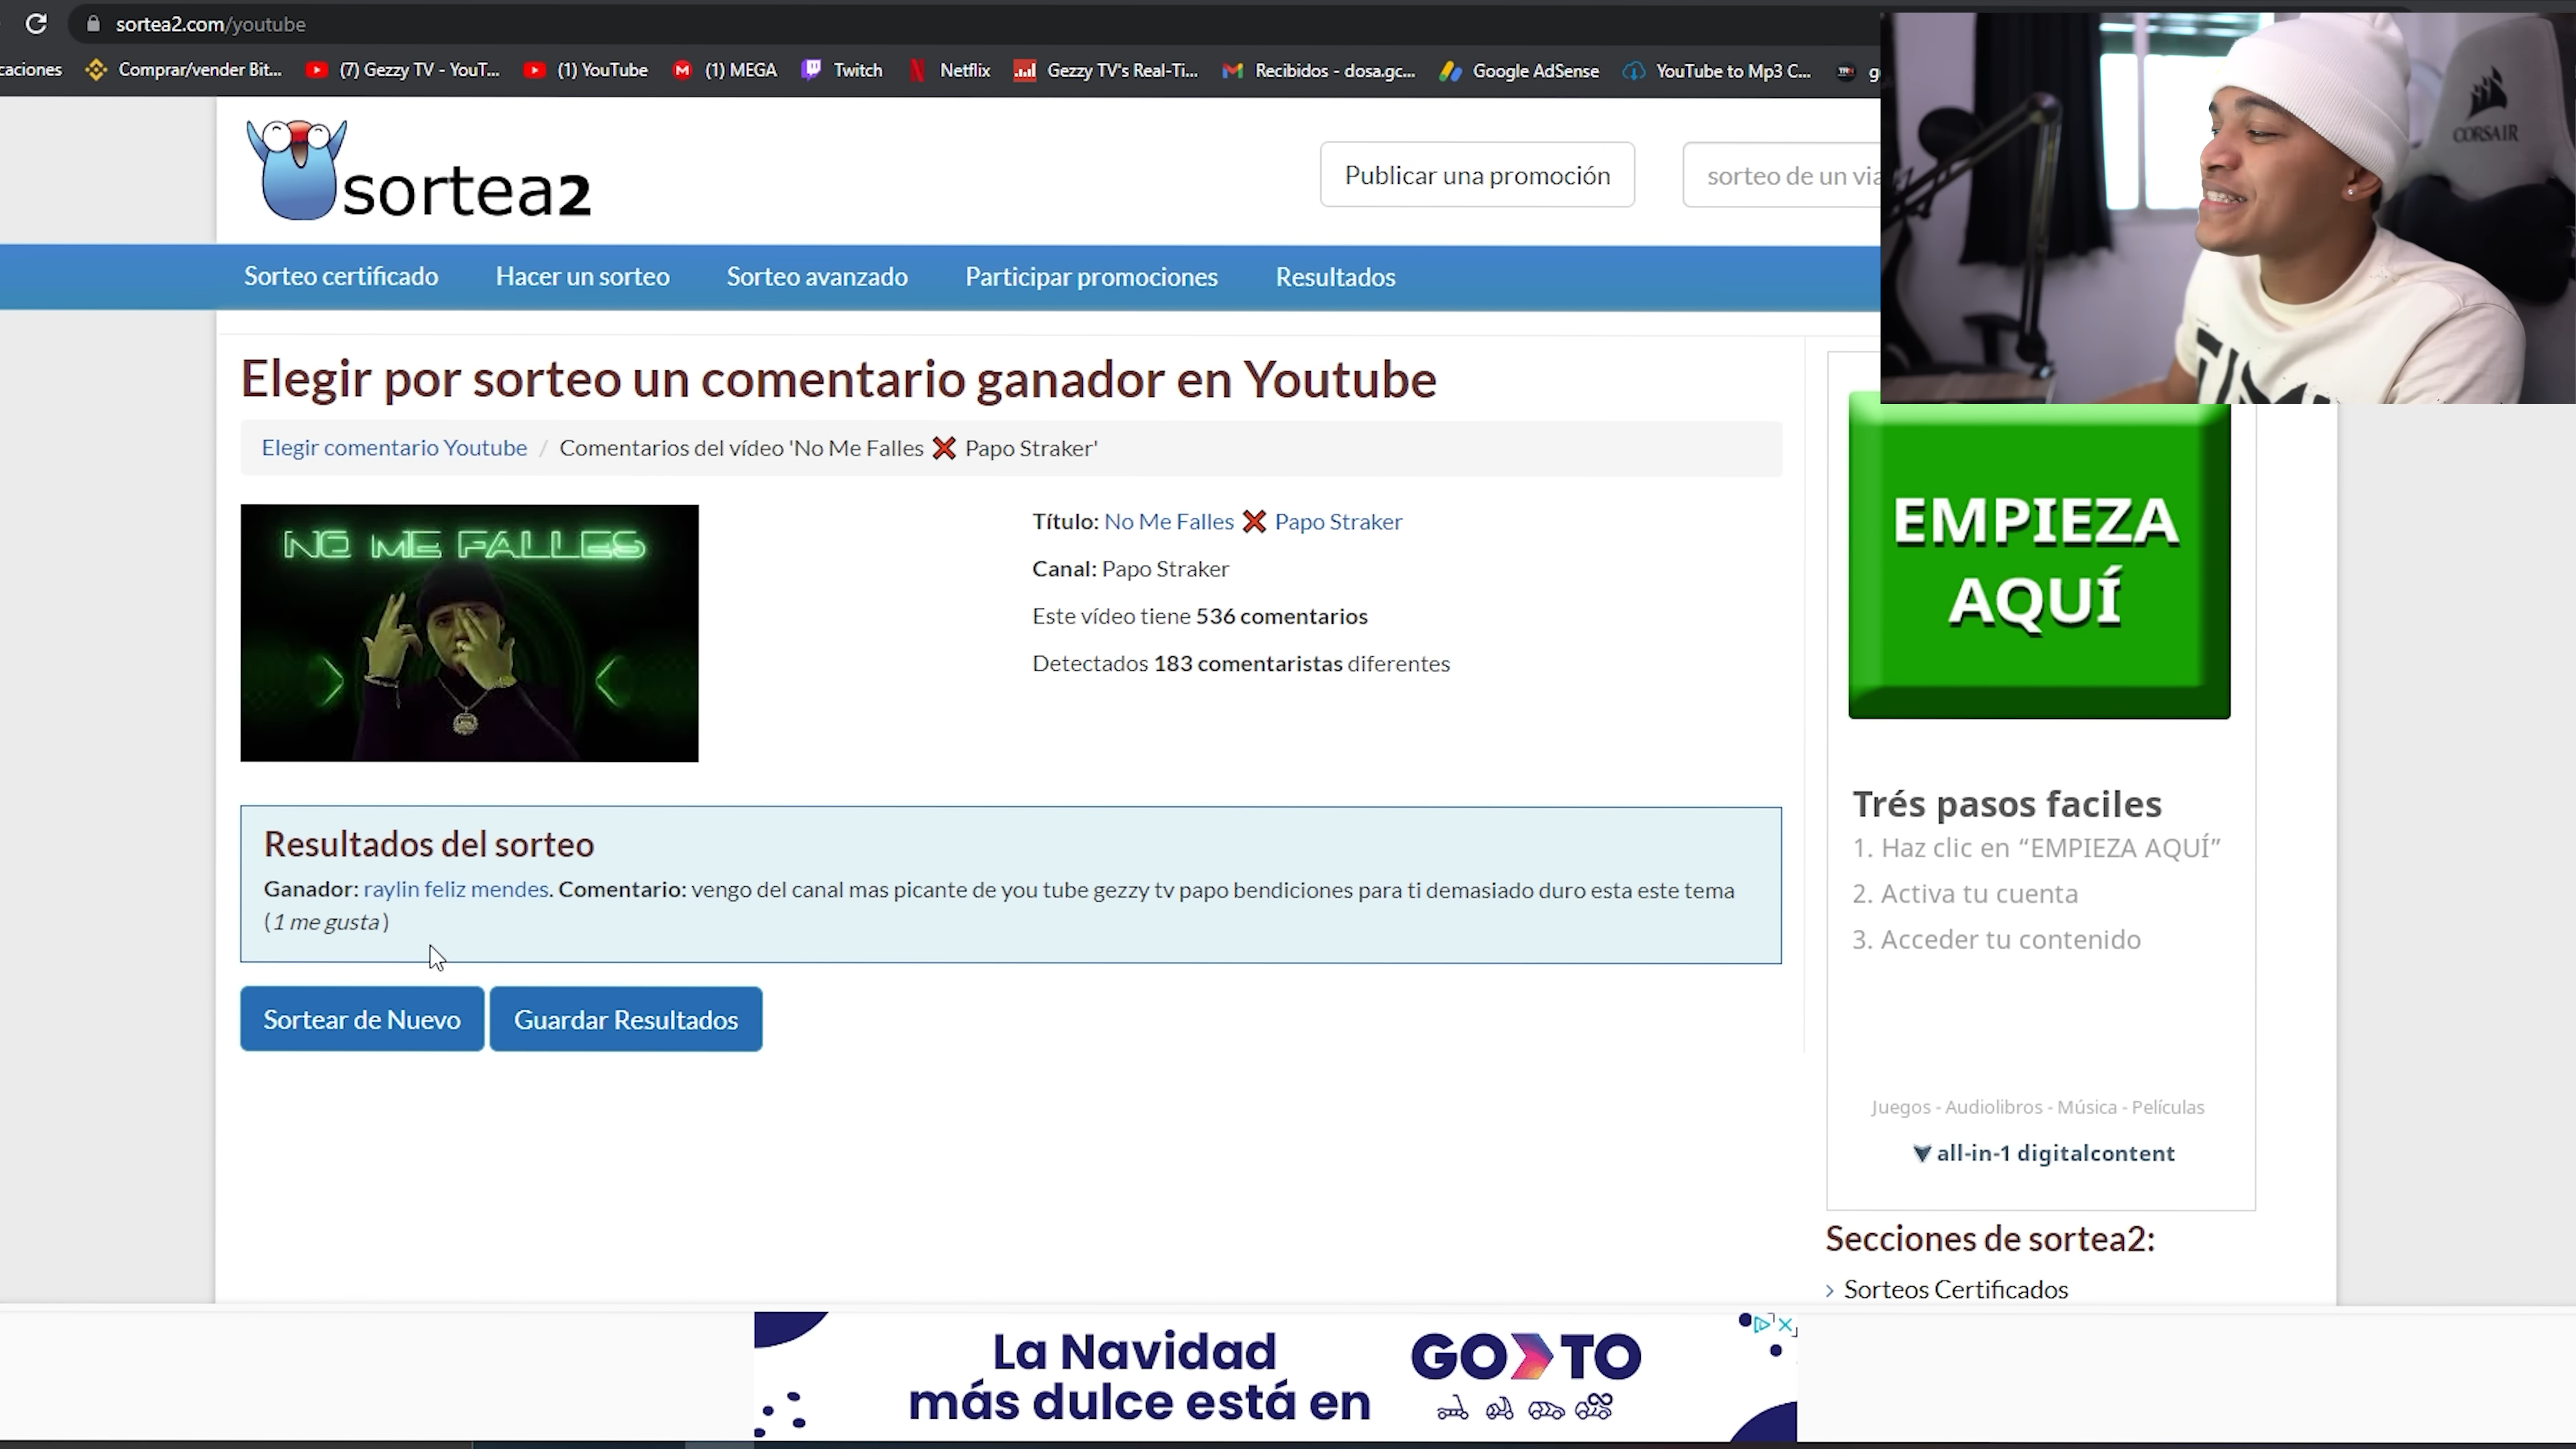 sortea2.com/youtube
caciones Comprar/vender Bit... (7) Gezzy TV - YouT... (1) YouTube (1) MEGA Twitch Netflix Gezzy TV's Real-Ti... Recibidos - dosa.gc... Google AdSense YouTube to Mp3 C...
CORSAIR
sortea2
Publicar una promoción
sorteo de un via
Sorteo certificado Hacer un sorteo Sorteo avanzado Participar promociones Resultados
Elegir por sorteo un comentario ganador en Youtube
Elegir comentario Youtube / Comentarios del vídeo 'No Me Falles ❌ Papo Straker'
NO ME FALLES
Título: No Me Falles ❌ Papo Straker
Canal: Papo Straker
Este vídeo tiene 536 comentarios
Detectados 183 comentaristas diferentes
Resultados del sorteo
Ganador: raylin feliz mendes. Comentario: vengo del canal mas picante de you tube gezzy tv papo bendiciones para ti demasiado duro esta este tema
(1 me gusta)
Sortear de Nuevo
Guardar Resultados
EMPIEZA
AQUÍ
Trés pasos faciles
1. Haz clic en “EMPIEZA AQUÍ”
2. Activa tu cuenta
3. Acceder tu contenido
Juegos - Audiolibros - Música - Películas
all-in-1 digitalcontent
Secciones de sortea2:
› Sorteos Certificados
La Navidad
más dulce está en
GO TO